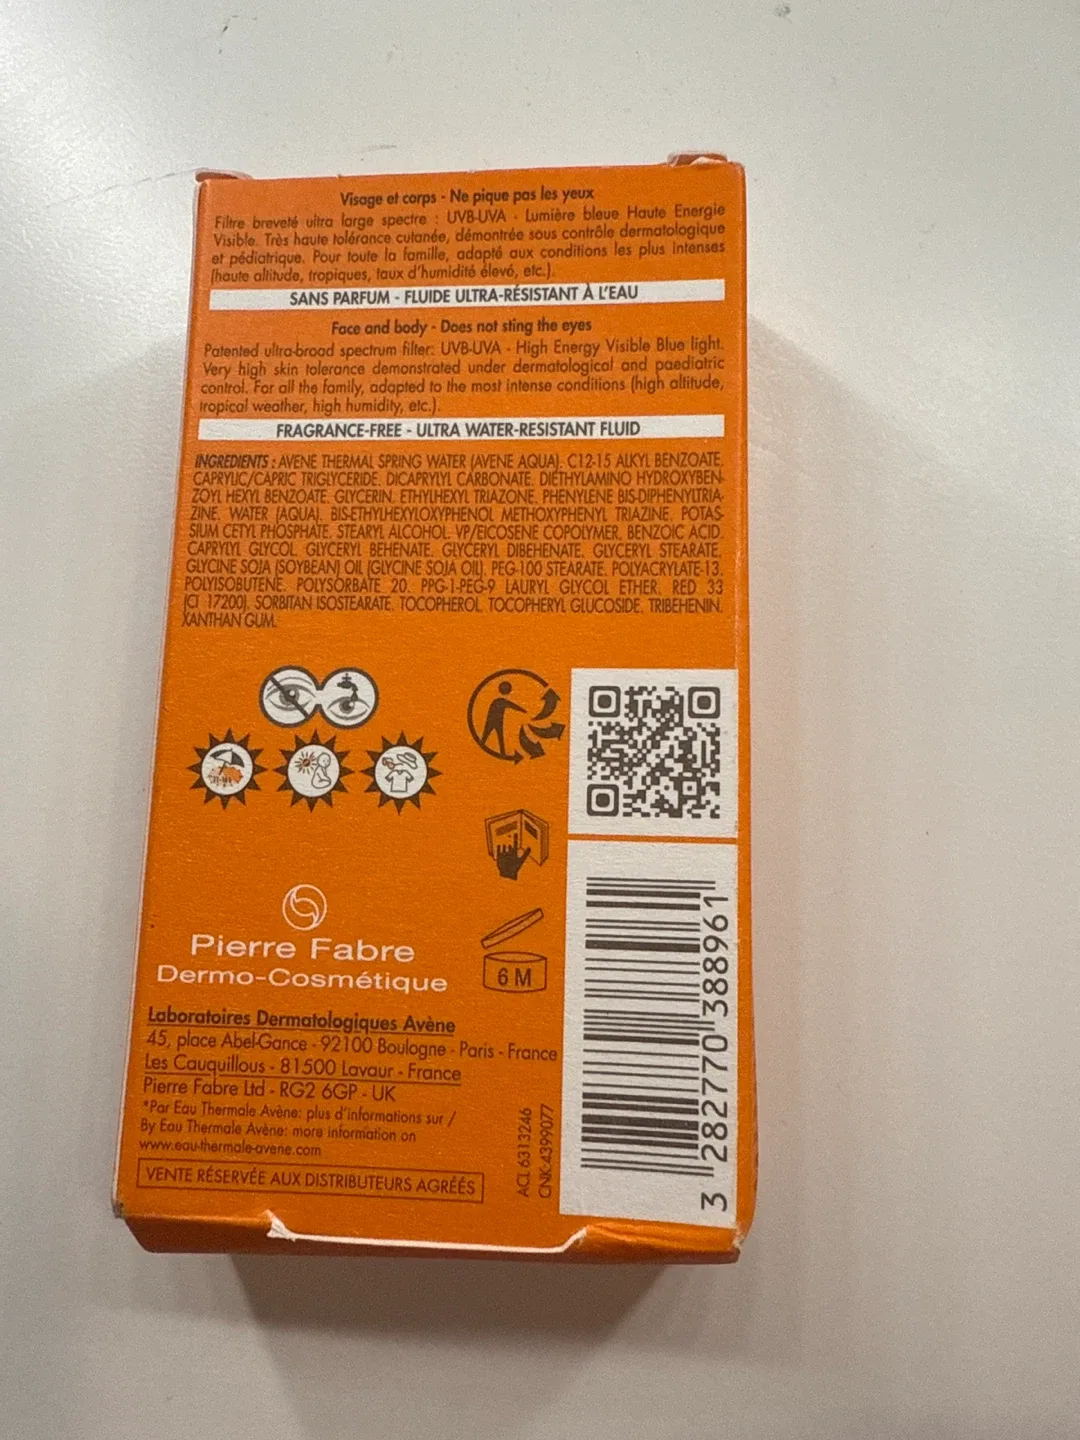 Visage et corps - Ne pique pas les yeux
Filtre breveté ultra large spectre : UVB-UVA - Lumière bleue Haute Energie
Visible. Très haute tolérance cutanée, démontrée sous contrôle dermatologique
et pédiatrique. Pour toute la famille, adapté aux conditions les plus intenses
(haute altitude, tropiques, taux d'humidité élevé, etc.).
SANS PARFUM - FLUIDE ULTRA-RÉSISTANT À L'EAU
Face and body - Does not sting the eyes
Patented ultra-broad spectrum filter: UVB-UVA - High Energy Visible Blue light.
Very high skin tolerance demonstrated under dermatological and paediatric
control. For all the family, adapted to the most intense conditions (high altitude,
tropical weather, high humidity, etc.).
FRAGRANCE-FREE - ULTRA WATER-RESISTANT FLUID
INGREDIENTS : AVENE THERMAL SPRING WATER (AVENE AQUA). C12-15 ALKYL BENZOATE.
CAPRYLIC/CAPRIC TRIGLYCERIDE. DICAPRYLYL CARBONATE. DIETHYLAMINO HYDROXYBEN-
ZOYL HEXYL BENZOATE. GLYCERIN. ETHYLHEXYL TRIAZONE. PHENYLENE BIS-DIPHENYLTRIA-
ZINE. WATER (AQUA). BIS-ETHYLHEXYLOXYPHENOL METHOXYPHENYL TRIAZINE. POTAS-
SIUM CETYL PHOSPHATE. STEARYL ALCOHOL. VP/EICOSENE COPOLYMER. BENZOIC ACID.
CAPRYLYL GLYCOL. GLYCERYL BEHENATE. GLYCERYL DIBEHENATE. GLYCERYL STEARATE.
GLYCINE SOJA (SOYBEAN) OIL (GLYCINE SOJA OIL). PEG-100 STEARATE. POLYACRYLATE-13.
POLYISOBUTENE. POLYSORBATE 20. PPG-1-PEG-9 LAURYL GLYCOL ETHER. RED 33
(CI 17200). SORBITAN ISOSTEARATE. TOCOPHEROL. TOCOPHERYL GLUCOSIDE. TRIBEHENIN.
XANTHAN GUM.
Pierre Fabre
Dermo-Cosmétique
6 M
Laboratoires Dermatologiques Avène
45, place Abel-Gance - 92100 Boulogne - Paris - France
Les Cauquillous - 81500 Lavaur - France
Pierre Fabre Ltd - RG2 6GP - UK
*Par Eau Thermale Avène: plus d'informations sur /
By Eau Thermale Avène: more information on
www.eau-thermale-avene.com
VENTE RÉSERVÉE AUX DISTRIBUTEURS AGRÉÉS
ACL 6313246
CNK:4399077
3 282770 388961